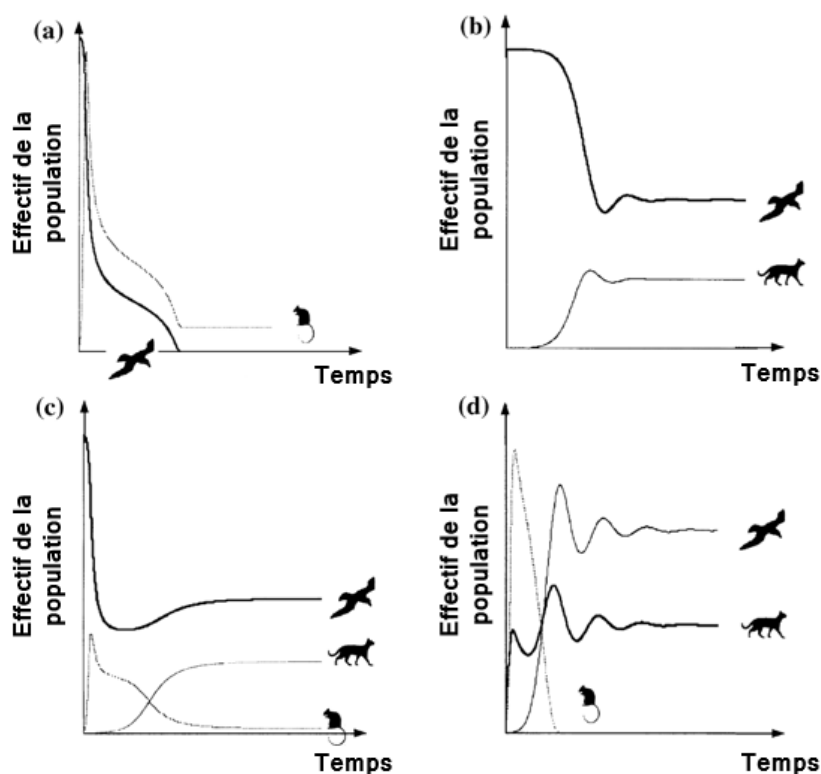 (a)
Effectif de la
population
Temps
(b)
Effectif de la
population
Temps
(c)
Effectif de la
population
Temps
(d)
Effectif de la
population
Temps